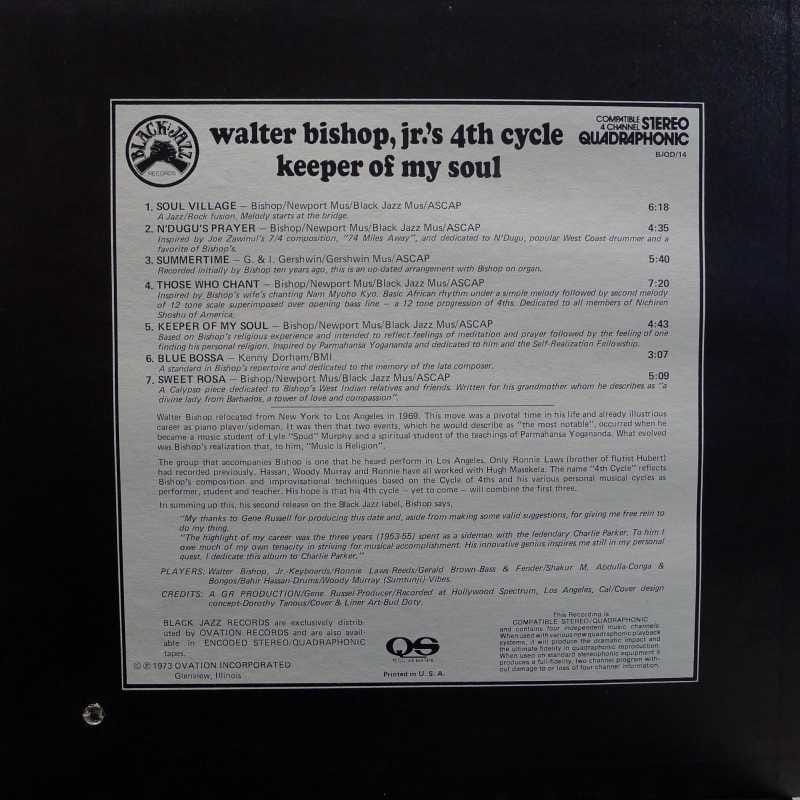 BLACK JAZZ
RECORDS
walter bishop, jr.'s 4th cycle
keeper of my soul
COMPATIBLE
4 CHANNEL STEREO
QUADRAPHONIC
BJQD/14
1. SOUL VILLAGE — Bishop/Newport Mus/Black Jazz Mus/ASCAP 6:18
A Jazz/Rock fusion. Melody starts at the bridge.
2. N'DUGU'S PRAYER — Bishop/Newport Mus/Black Jazz Mus/ASCAP 4:35
Inspired by Joe Zawinul's 7/4 composition, "74 Miles Away", and dedicated to N'Dugu, popular West Coast drummer and a
favorite of Bishop's.
3. SUMMERTIME — G. & I. Gershwin/Gershwin Mus/ASCAP 5:40
Recorded initially by Bishop ten years ago, this is an up-dated arrangement with Bishop on organ.
4. THOSE WHO CHANT — Bishop/Newport Mus/Black Jazz Mus/ASCAP 7:20
Inspired by Bishop's wife's chanting Nam Myoho Kyo. Basic African rhythm under a simple melody followed by second melody
of 12 tone scale superimposed over opening bass line — a 12 tone progression of 4ths. Dedicated to all members of Nichiren
Shoshu of America.
5. KEEPER OF MY SOUL — Bishop/Newport Mus/Black Jazz Mus/ASCAP 4:43
Based on Bishop's religious experience and intended to reflect feelings of meditation and prayer followed by the feeling of one
finding his personal religion. Inspired by Parmahansa Yogananda and dedicated to him and the Self-Realization Fellowship.
6. BLUE BOSSA — Kenny Dorham/BMI 3:07
A standard in Bishop's repertoire and dedicated to the memory of the late composer.
7. SWEET ROSA — Bishop/Newport Mus/Black Jazz Mus/ASCAP 5:09
A Calypso piece dedicated to Bishop's West Indian relatives and friends. Written for his grandmother whom he describes as "a
divine lady from Barbados, a tower of love and compassion".
Walter Bishop relocated from New York to Los Angeles in 1969. This move was a pivotal time in his life and already illustrious
career as piano player/sideman. It was then that two events, which he would describe as "the most notable", occurred when he
became a music student of Lyle "Spud" Murphy and a spiritual student of the teachings of Parmahansa Yogananda. What evolved
was Bishop's realization that, to him, "Music is Religion".
The group that accompanies Bishop is one that he heard perform in Los Angeles. Only Ronnie Laws (brother of flutist Hubert)
had recorded previously. Hassan, Woody Murray and Ronnie have all worked with Hugh Masekela. The name "4th Cycle" reflects
Bishop's composition and improvisational techniques based on the Cycle of 4ths and his various personal musical cycles as
performer, student and teacher. His hope is that his 4th cycle — yet to come — will combine the first three.
In summing up this, his second release on the Black Jazz label, Bishop says,
"My thanks to Gene Russell for producing this date and, aside from making some valid suggestions, for giving me free rein to
do my thing.
"The highlight of my career was the three years (1953-55) spent as a sideman with the ledendary Charlie Parker. To him I
owe much of my own tenacity in striving for musical accomplishment. His innovative genius inspires me still in my personal
quest. I dedicate this album to Charlie Parker."
PLAYERS: Walter Bishop, Jr.-Keyboards/Ronnie Laws-Reeds/Gerald Brown-Bass & Fender/Shakur M. Abdulla-Conga &
Bongos/Bahir Hassan-Drums/Woody Murray (Sumtunji)-Vibes.
CREDITS: A GR PRODUCTION/Gene Russel-Producer/Recorded at Hollywood Spectrum, Los Angeles, Cal/Cover design
concept-Dorothy Tanous/Cover & Liner Art-Bud Doty.
BLACK JAZZ RECORDS are exclusively distrib-
uted by OVATION RECORDS and are also avail-
able in ENCODED STEREO/QUADRAPHONIC
tapes.
©℗1973 OVATION INCORPORATED
Glenview, Illinois
QS
Printed in U. S. A.
This Recording is
COMPATIBLE STEREO/QUADRAPHONIC
and contains four independent music channels.
When used with various new quadraphonic playback
systems, it will produce the dramatic impact and
the ultimate fidelity in quadraphonic reproduction.
When used on standard stereophonic equipment it
produces a full-fidelity, two channel program with-
out damage to or loss of four channel information.